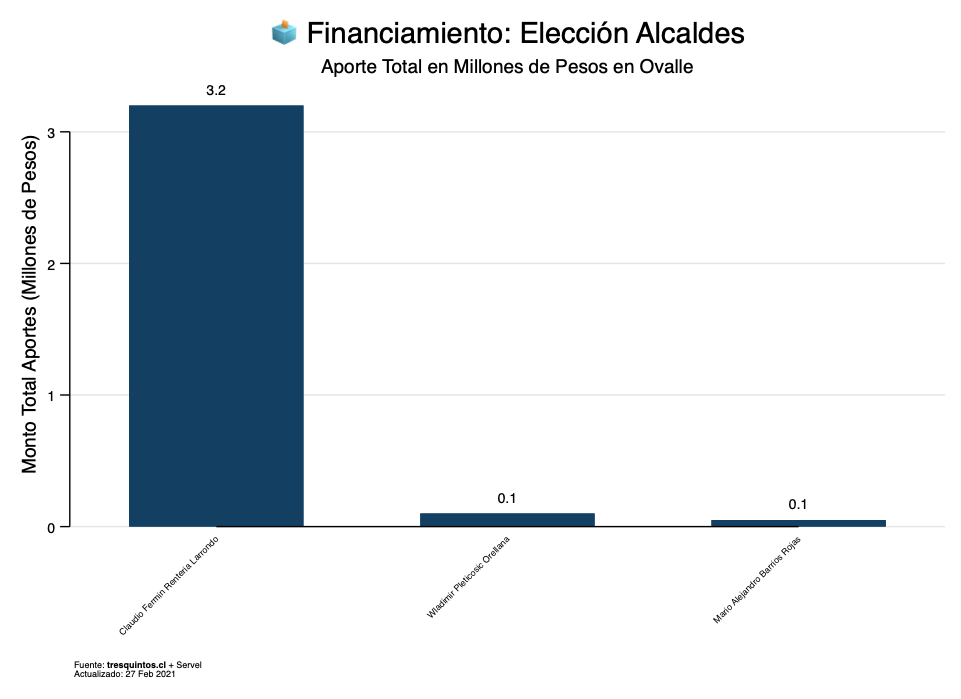 Financiamiento: Elección Alcaldes
Aporte Total en Millones de Pesos en Ovalle
Monto Total Aportes (Millones de Pesos)
3
2
1
0
3.2
0.1
0.1
Claudio Fermin Renteria Larrondo
Wladimir Pleticosic Orellana
Mario Alejandro Barrios Rojas
Fuente: tresquintos.cl + Servel
Actualizado: 27 Feb 2021